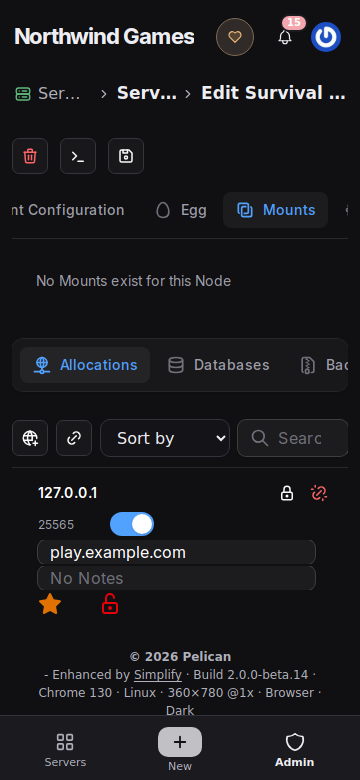 Northwind Games
15
Ser...
Serv...
Edit Survival ...
nt Configuration
Egg
Mounts
No Mounts exist for this Node
Allocations
Databases
Bac
Sort by
Searc
127.0.0.1
25565
play.example.com
No Notes
© 2026 Pelican
- Enhanced by Simplify · Build 2.0.0-beta.14 ·
Chrome 130 · Linux · 360×780 @1x · Browser ·
Dark
Servers
New
Admin